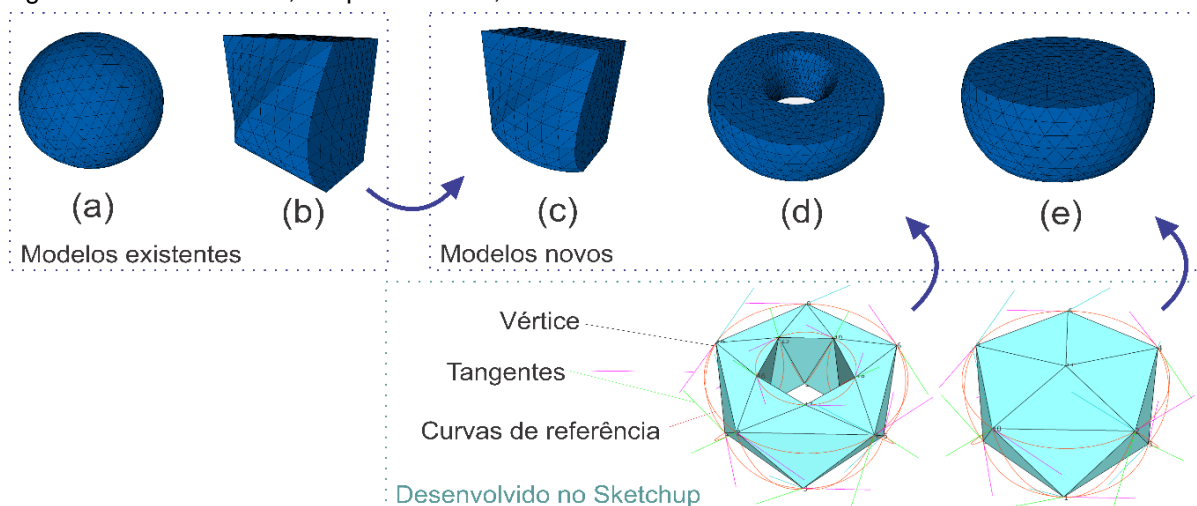 (a)
(b)
(c)
(d)
(e)
Modelos existentes
Modelos novos
Vértice
Tangentes
Curvas de referência
Desenvolvido no Sketchup